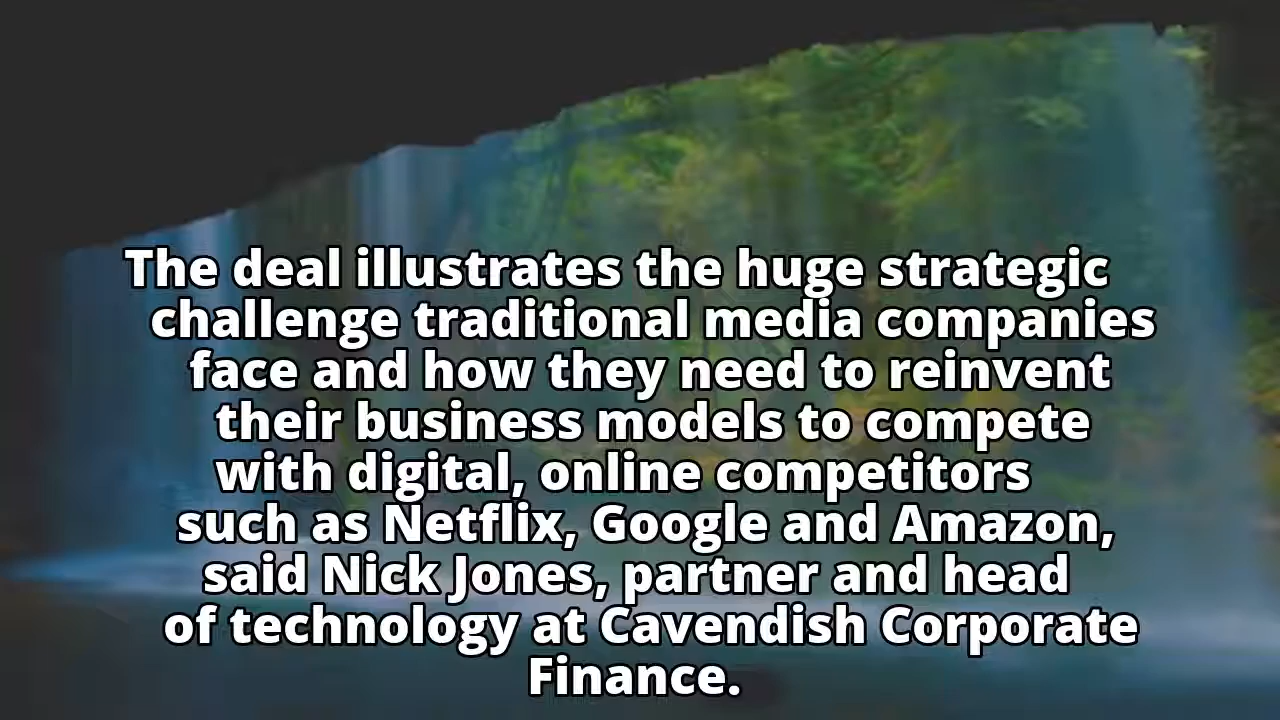 The deal illustrates the huge strategic
challenge traditional media companies
face and how they need to reinvent
their business models to compete
with digital, online competitors
such as Netflix, Google and Amazon,
said Nick Jones, partner and head
of technology at Cavendish Corporate
Finance.